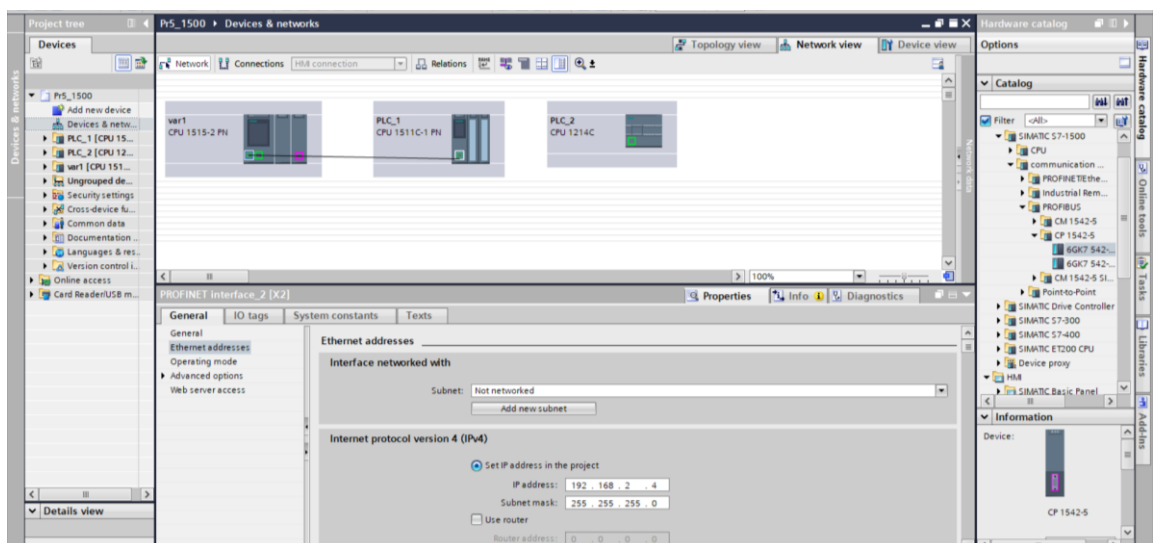 Project tree
Pr5_1500 ▸ Devices & networks
Hardware catalog
Devices
Topology view
Network view
Device view
Options
Network
Connections
HMI connection
Relations
Pr5_1500
Add new device
Devices & netw...
PLC_1 [CPU 15...
PLC_2 [CPU 12...
var1 [CPU 151...
Ungrouped de...
Security settings
Cross-device fu...
Common data
Documentation ...
Languages & res...
Version control i...
Online access
Card Reader/USB m...
Details view
Devices & networks
var1
CPU 1515-2 PN
PLC_1
CPU 1511C-1 PN
PLC_2
CPU 1214C
Network data
100%
PROFINET interface_2 [X2]
Properties
Info
Diagnostics
General
IO tags
System constants
Texts
General
Ethernet addresses
Operating mode
Advanced options
Web server access
Ethernet addresses
Interface networked with
Subnet:
Not networked
Add new subnet
Internet protocol version 4 (IPv4)
Set IP address in the project
IP address: 192 . 168 . 2 . 4
Subnet mask: 255 . 255 . 255 . 0
Use router
Router address: 0 . 0 . 0 . 0
Catalog
Filter
<All>
SIMATIC S7-1500
CPU
communication ...
PROFINET/Ethe...
Industrial Rem...
PROFIBUS
CM 1542-5
CP 1542-5
6GK7 542-...
6GK7 542-...
CM 1542-5 SI...
Point-to-Point
SIMATIC Drive Controller
SIMATIC S7-300
SIMATIC S7-400
SIMATIC ET200 CPU
Device proxy
HMI
SIMATIC Basic Panel
Information
Device:
CP 1542-5
Hardware catalog
Online tools
Tasks
Libraries
Add-Ins